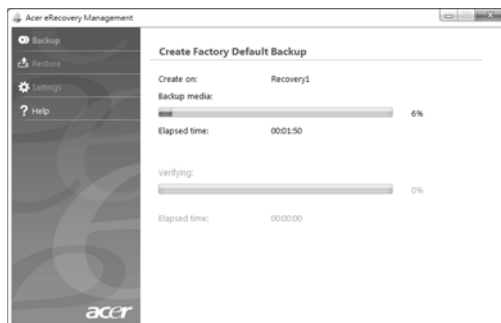 Acer eRecovery Management
Backup
Restore
Settings
? Help
Create Factory Default Backup
Create on: Recovery1
Backup media:
6%
Elapsed time: 00:01:50
Verifying:
0%
Elapsed time: 00:00:00
acer